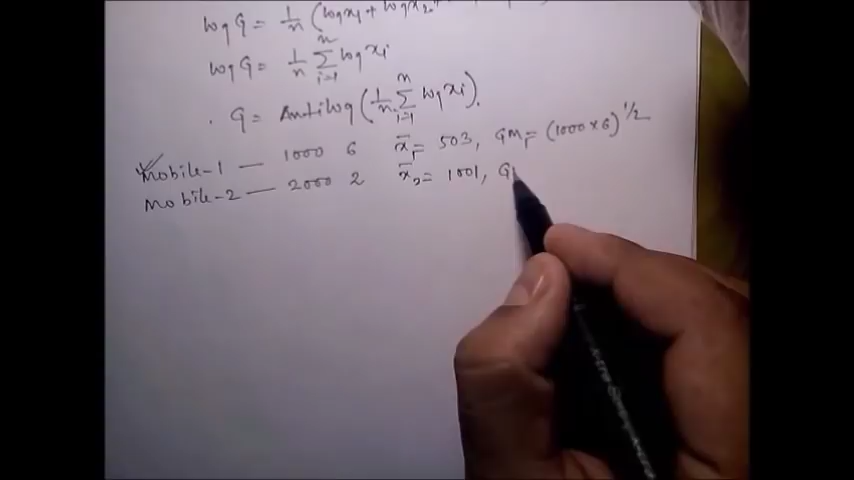 log G = 1/n (log x1 + log x2 ..
log G = 1/n Σ_{i=1}^{n} log xi
∴ G = Antilog (1/n Σ_{i=1}^{n} log xi).
Mobile-1 — 1000 6 x̄1 = 503, GM1 = (1000×6)^1/2
Mobile-2 — 2000 2 x̄2 = 1001, G